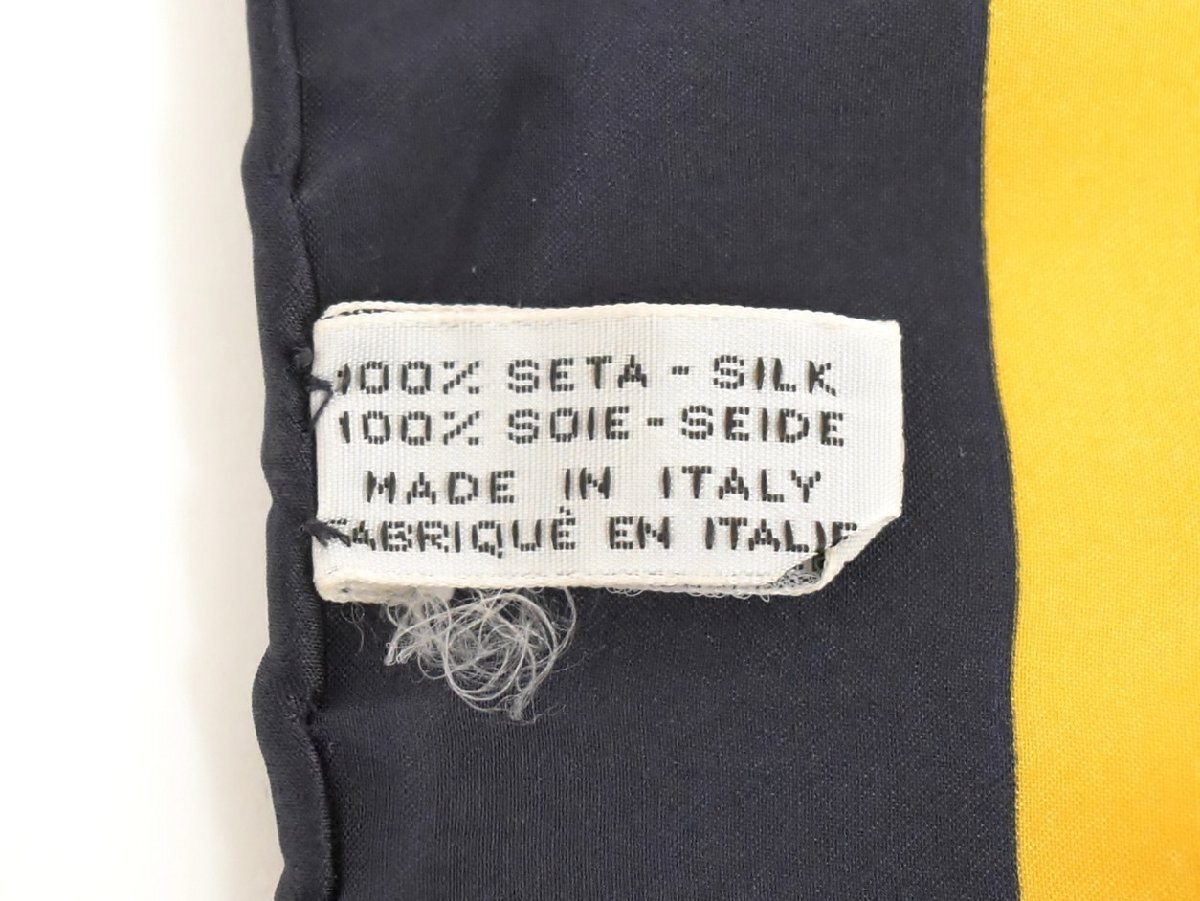 100% SETA - SILK
100% SOIE - SEIDE
MADE IN ITALY
FABRIQUÉ EN ITALIE